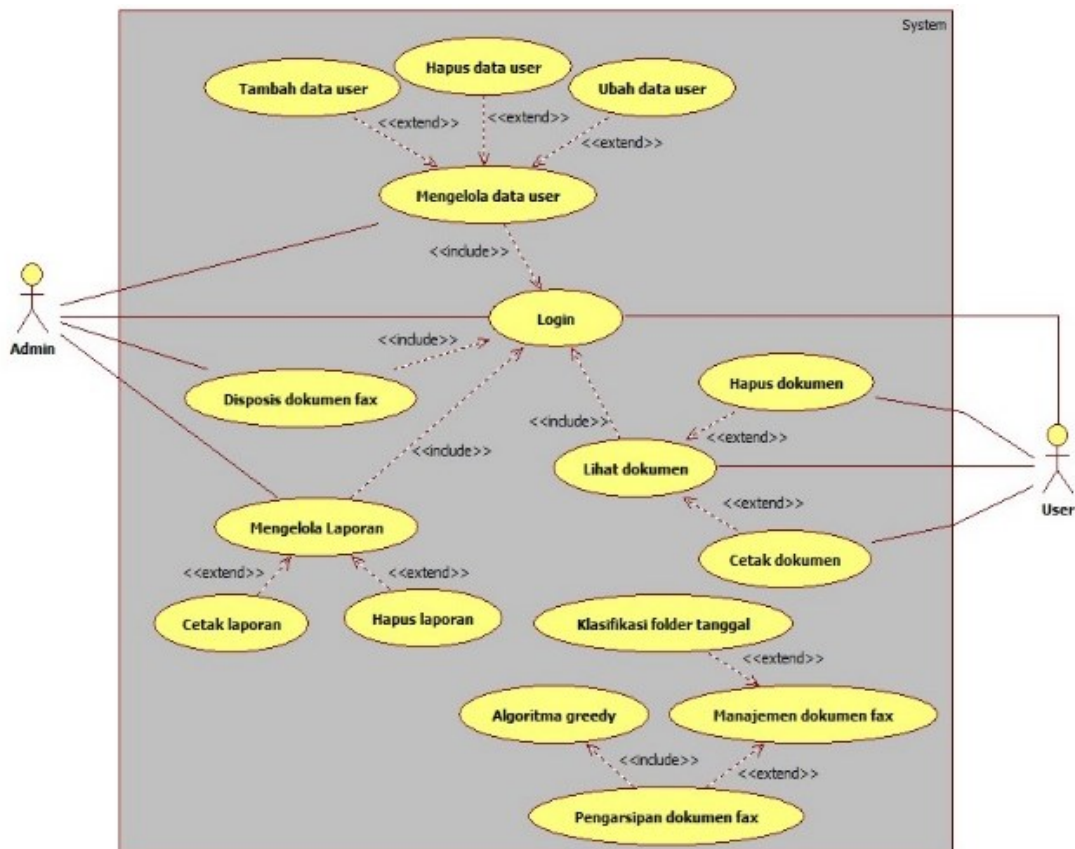 System
Hapus data user
Tambah data user
Ubah data user
<<extend>>
<<extend>>
<<extend>>
Mengelola data user
<<include>>
Admin
Login
<<include>>
Disposis dokumen fax
Hapus dokumen
<<include>>
<<extend>>
<<include>>
Lihat dokumen
User
<<extend>>
Mengelola Laporan
Cetak dokumen
<<extend>>
<<extend>>
Cetak laporan
Hapus laporan
Klasifikasi folder tanggal
<<extend>>
Algoritma greedy
Manajemen dokumen fax
<<include>>
<<extend>>
Pengarsipan dokumen fax